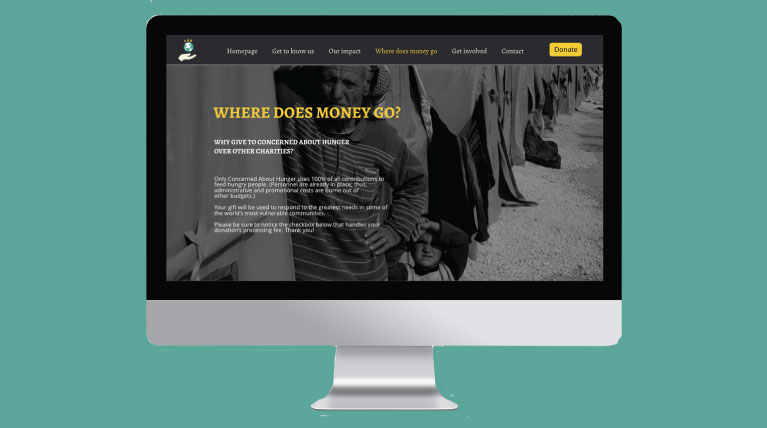 Homepage Get to know us Our impact Where does money go Get involved Contact Donate
WHERE DOES MONEY GO?
WHY GIVE TO CONCERNED ABOUT HUNGER
OVER OTHER CHARITIES?
Only Concerned About Hunger uses 100% of all contributions to
feed hungry people. (Personnel are already in place; thus,
administrative and promotional costs are borne out of
other budgets.)
Your gift will be used to respond to the greatest needs in some of
the world's most vulnerable communities.
Please be sure to notice the checkbox below that handles your
donation's processing fee. Thank you!